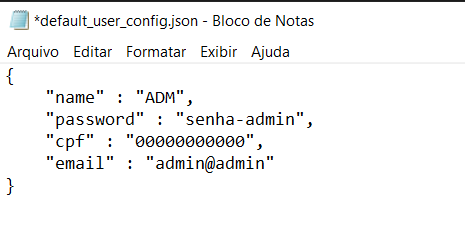 *default_user_config.json - Bloco de Notas
Arquivo Editar Formatar Exibir Ajuda
{
    "name" : "ADM",
    "password" : "senha-admin",
    "cpf" : "00000000000",
    "email" : "admin@admin"
}